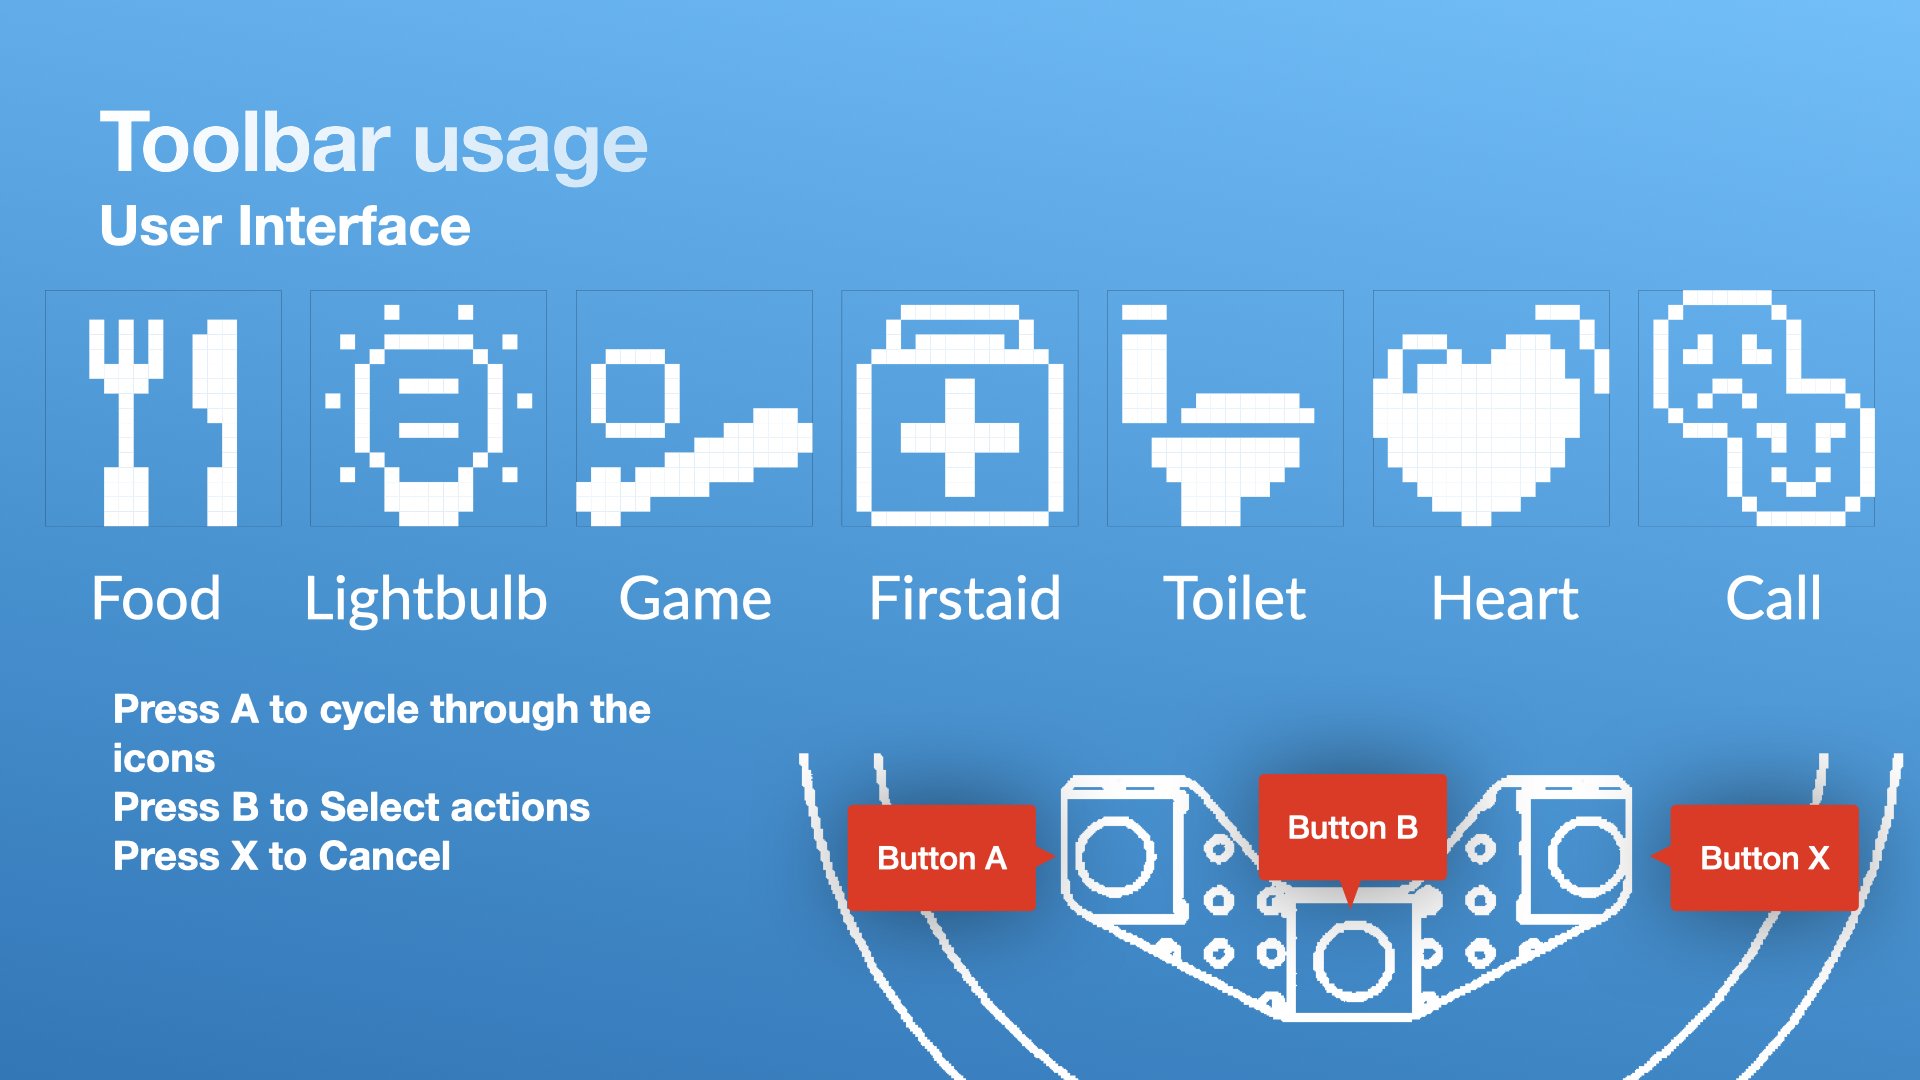 Toolbar usage
User Interface
Food Lightbulb Game Firstaid Toilet Heart Call
Press A to cycle through the
icons
Press B to Select actions
Press X to Cancel
Button A
Button B
Button X